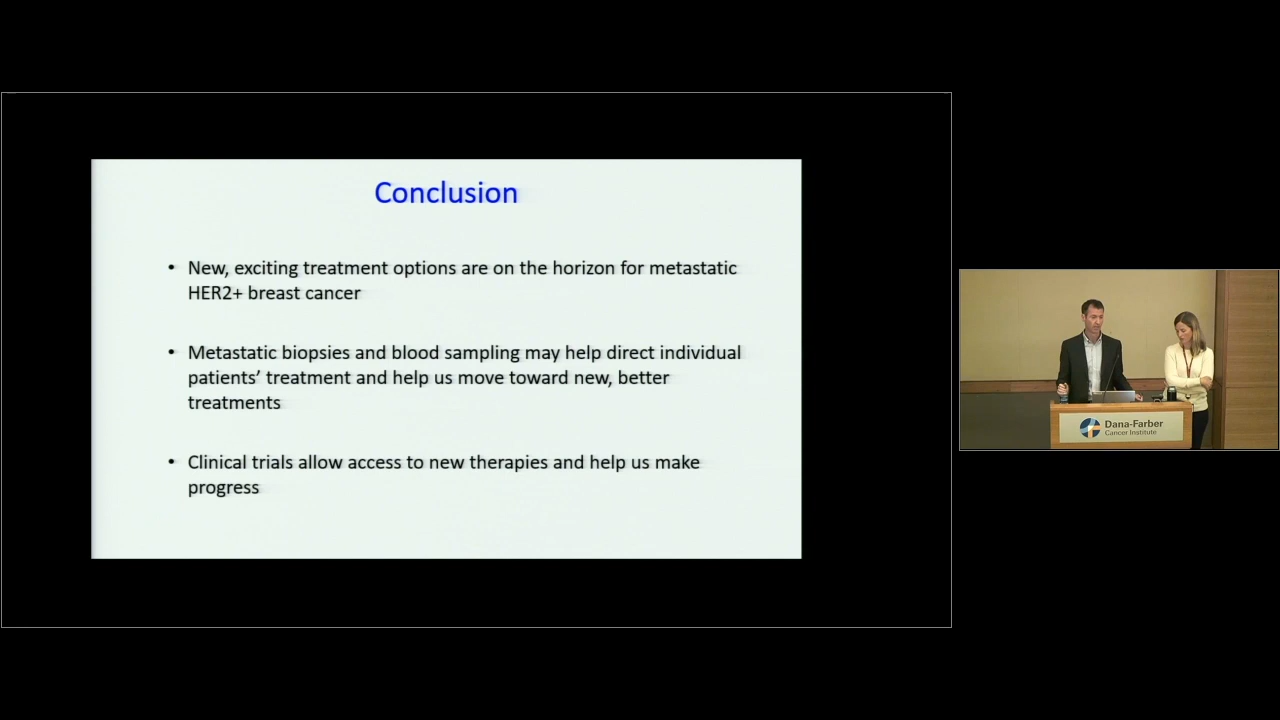 Conclusion
• New, exciting treatment options are on the horizon for metastatic
HER2+ breast cancer
• Metastatic biopsies and blood sampling may help direct individual
patients’ treatment and help us move toward new, better
treatments
• Clinical trials allow access to new therapies and help us make
progress
Dana-Farber
Cancer Institute